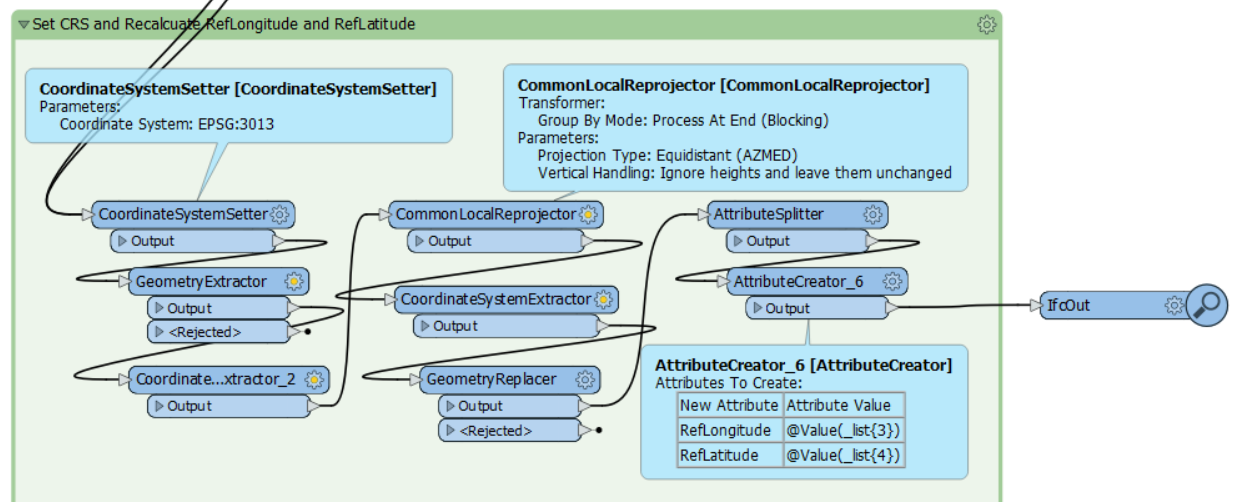 Set CRS and Recalcuate RefLongitude and RefLatitude
CoordinateSystemSetter [CoordinateSystemSetter]
Parameters:
Coordinate System: EPSG:3013
CommonLocalReprojector [CommonLocalReprojector]
Transformer:
Group By Mode: Process At End (Blocking)
Parameters:
Projection Type: Equidistant (AZMED)
Vertical Handling: Ignore heights and leave them unchanged
CoordinateSystemSetter
Output
GeometryExtractor
Output
<Rejected>
Coordinate...xtractor_2
Output
CommonLocalReprojector
Output
CoordinateSystemExtractor
Output
GeometryReplacer
Output
<Rejected>
AttributeSplitter
Output
AttributeCreator_6
Output
AttributeCreator_6 [AttributeCreator]
Attributes To Create:
New Attribute Attribute Value
RefLongitude @Value(_list{3})
RefLatitude @Value(_list{4})
IfcOut